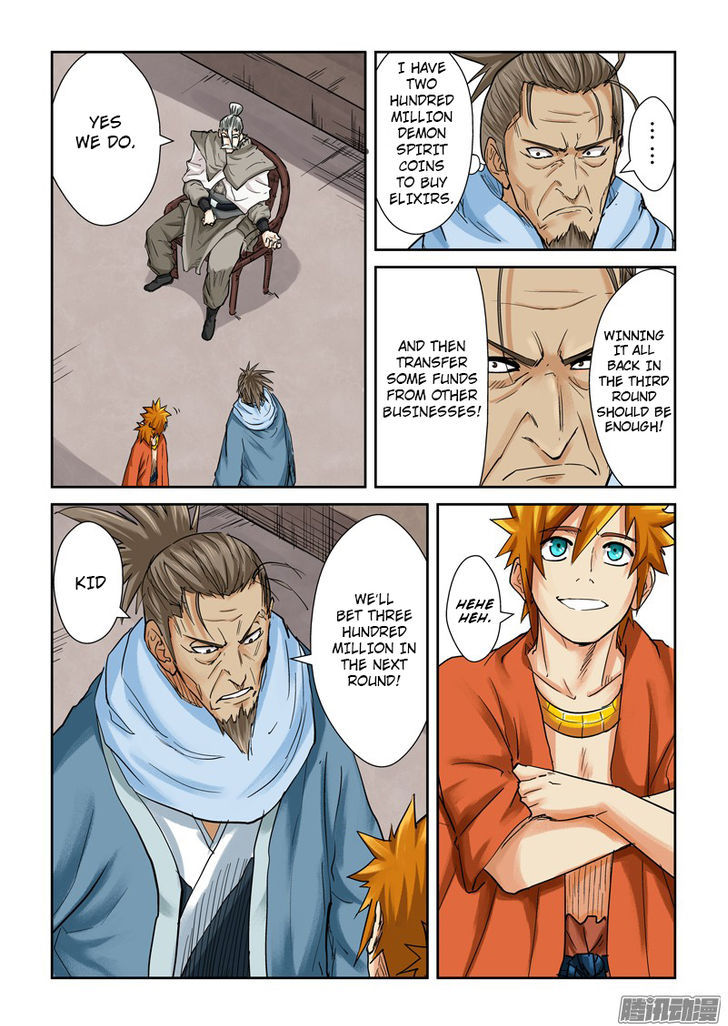 YES
WE DO.
I HAVE
TWO
HUNDRED
MILLION
DEMON
SPIRIT
COINS
TO BUY
ELIXIRS.
....
WINNING
IT ALL
BACK IN
THE THIRD
ROUND
SHOULD BE
ENOUGH!
AND THEN
TRANSFER
SOME FUNDS
FROM OTHER
BUSINESSES!
KID
WE'LL
BET THREE
HUNDRED
MILLION IN
THE NEXT
ROUND!
HEHE
HEH.
腾讯动漫